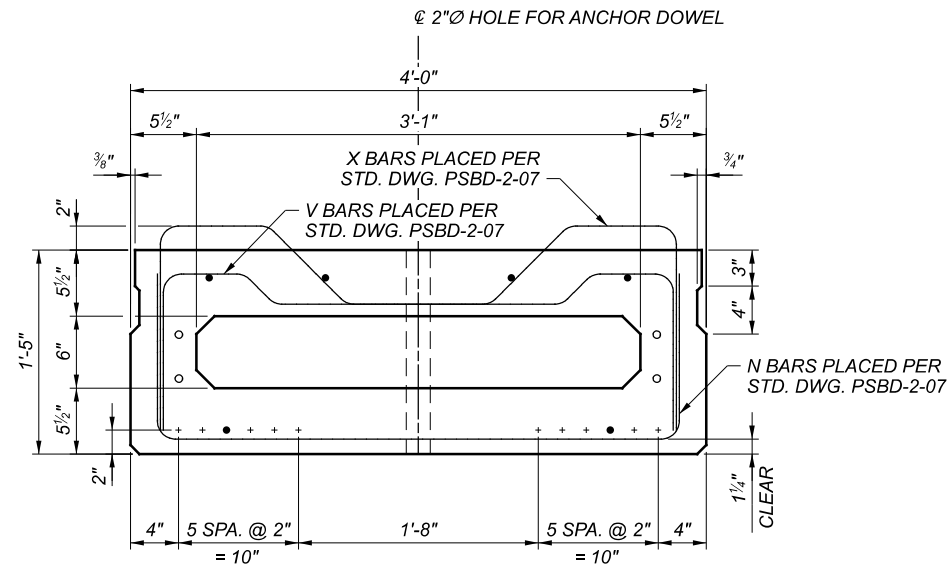 ℄ 2"Ø HOLE FOR ANCHOR DOWEL
4'-0"
5½"
3'-1"
5½"
⅜"
¾"
X BARS PLACED PER
STD. DWG. PSBD-2-07
2"
V BARS PLACED PER
STD. DWG. PSBD-2-07
5½"
3"
4"
1'-5"
6"
N BARS PLACED PER
STD. DWG. PSBD-2-07
5½"
2"
1¼"
CLEAR
4"
5 SPA. @ 2"
= 10"
1'-8"
5 SPA. @ 2"
= 10"
4"